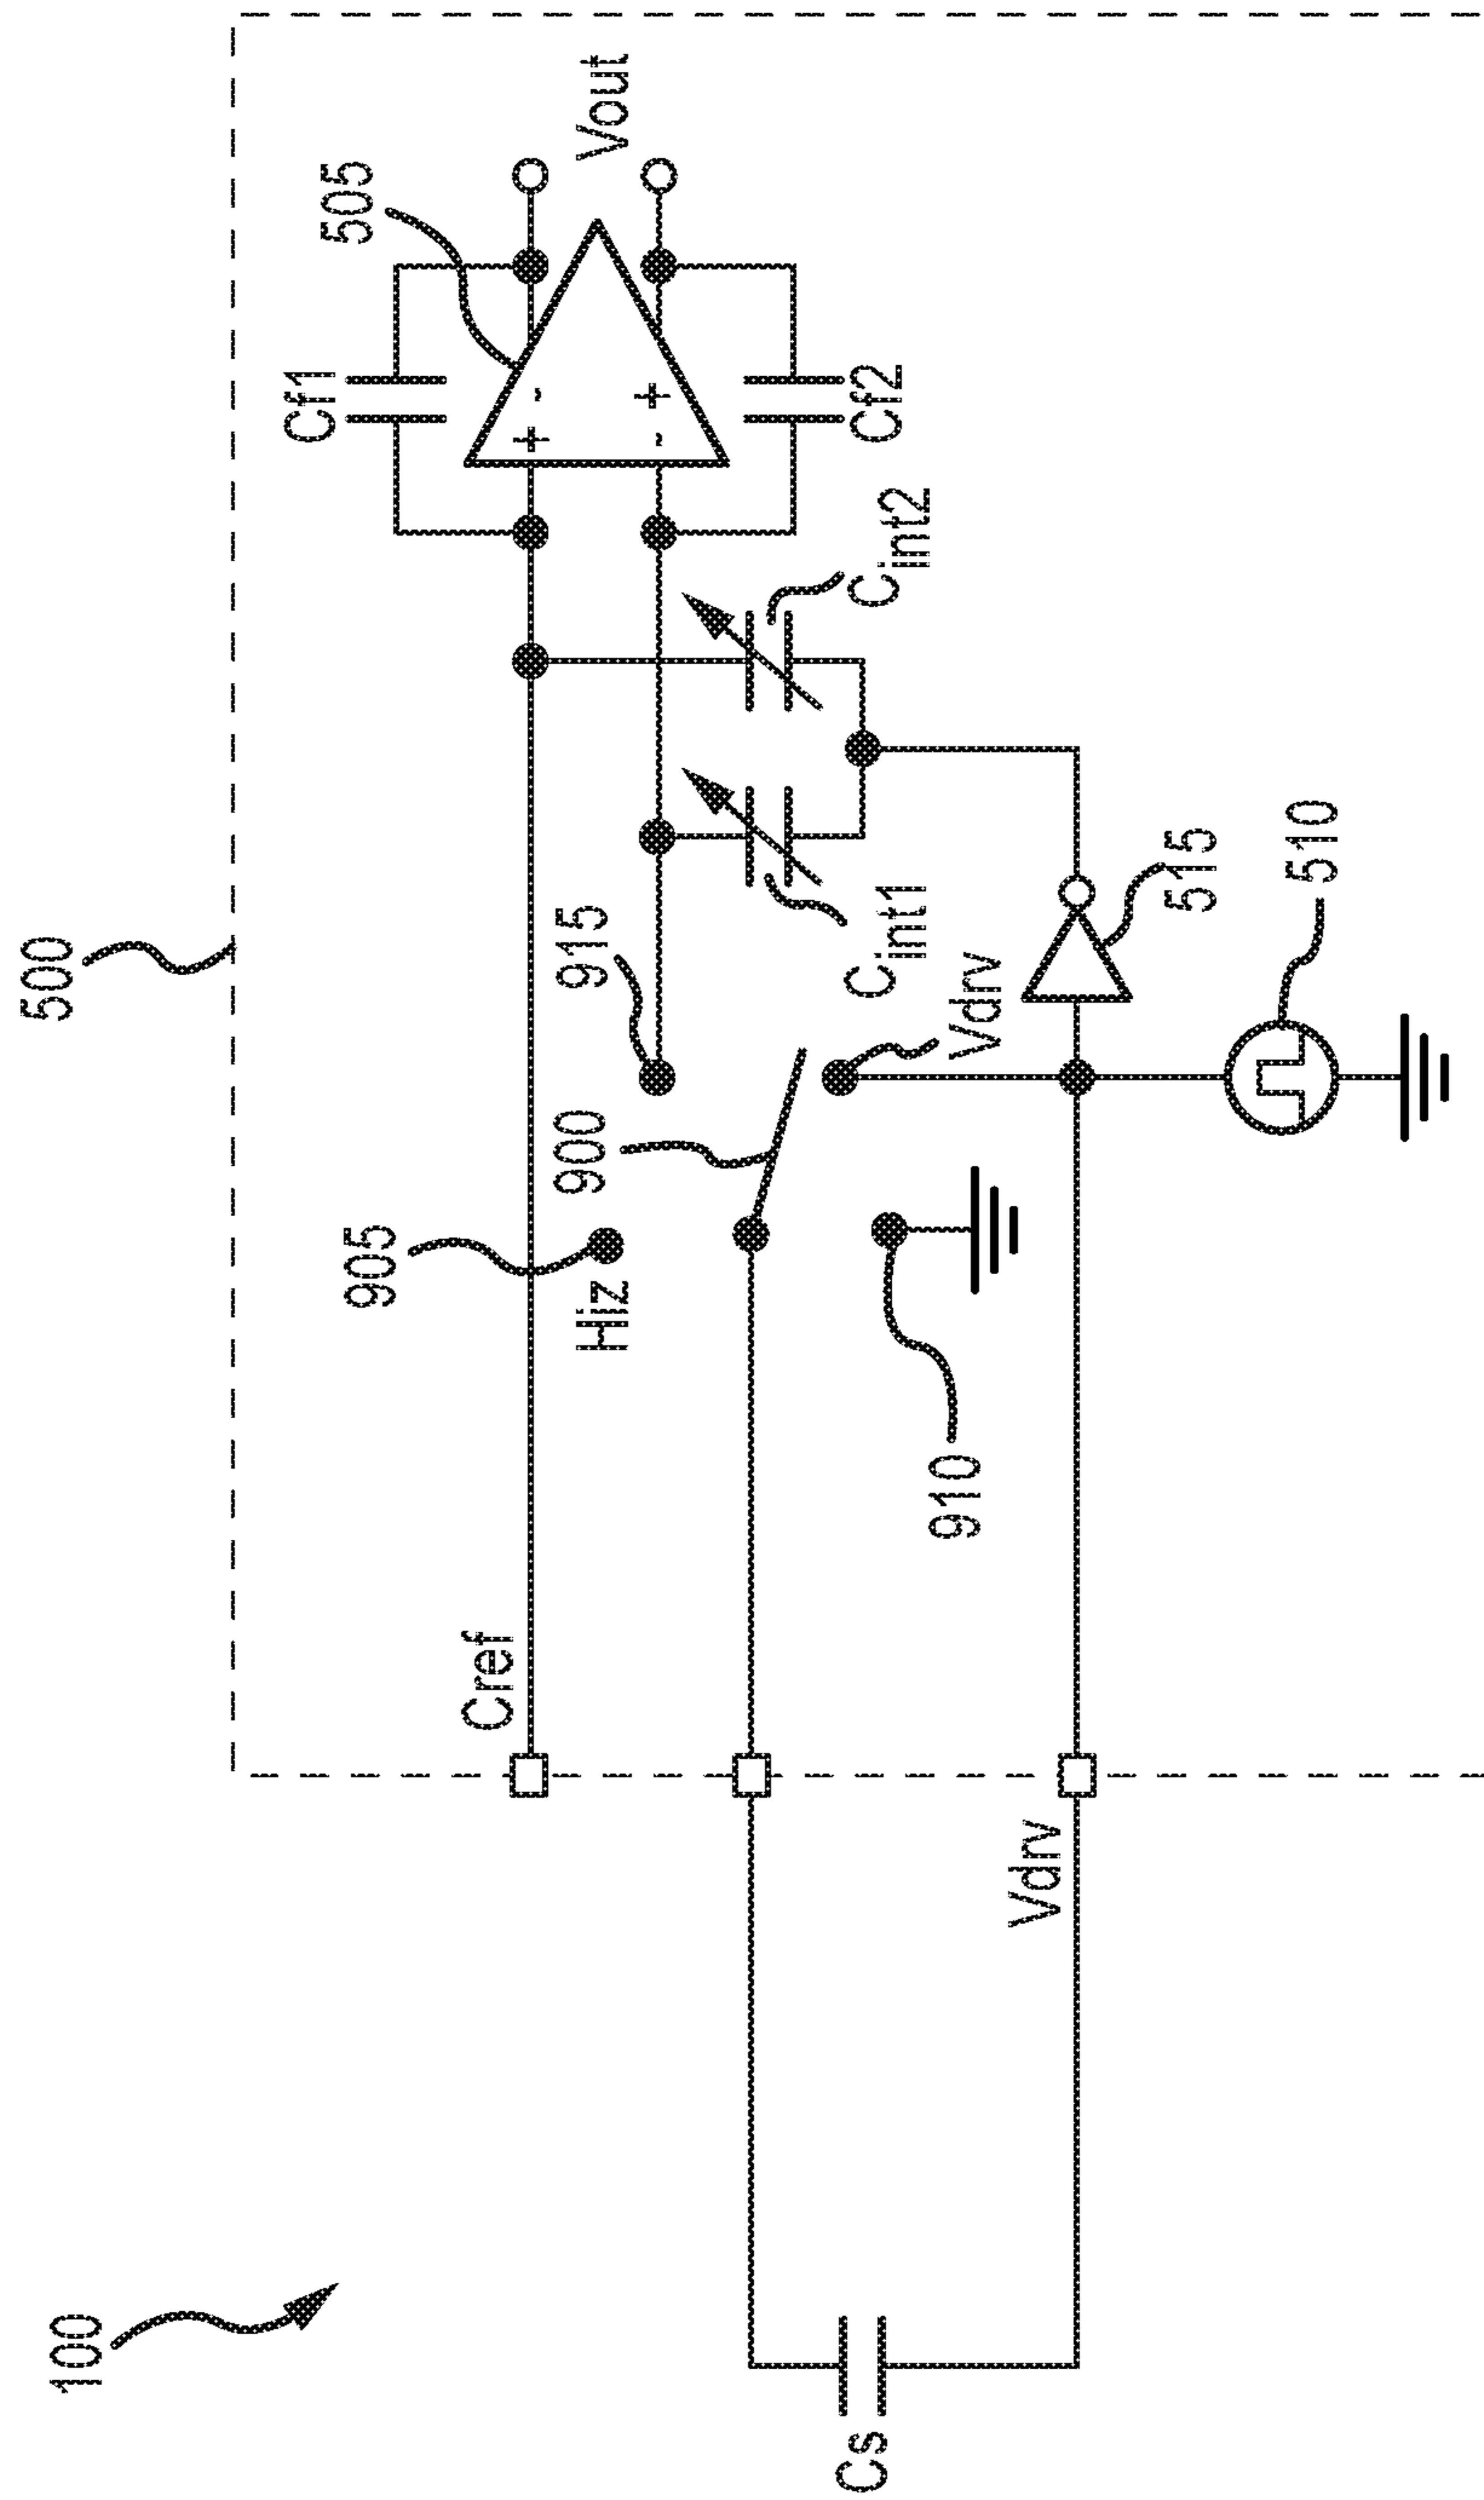 100
500
Cs
Vdrv
Cref
905
Hiz
900
915
910
Vdrv
Cint1
Cint2
515
510
Cf1
505
+ -
- +
Cf2
Vout